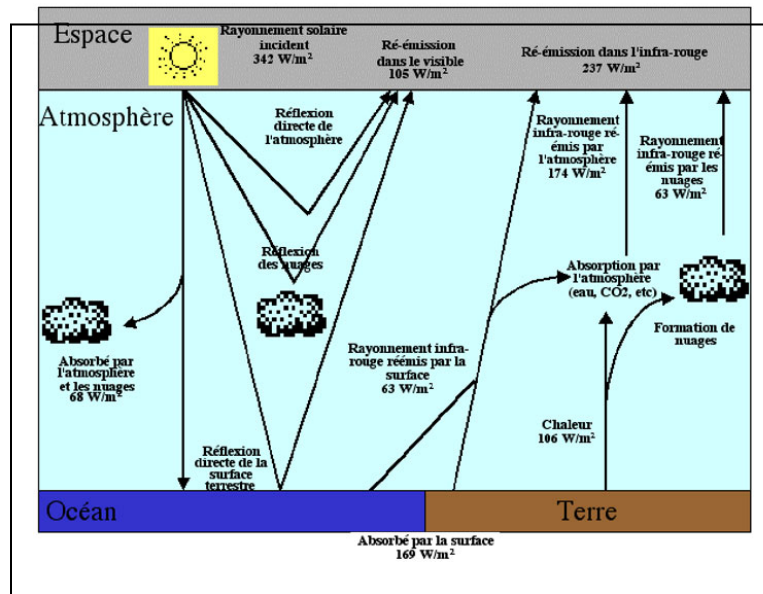 Espace
Rayonnement solaire
incident
342 W/m²
Ré-émission
dans le visible
105 W/m²
Ré-émission dans l'infra-rouge
237 W/m²
Atmosphère
Réflexion
directe de
l'atmosphère
Rayonnement
infra-rouge ré-
émis par
l'atmosphère
174 W/m²
Rayonnement
infra-rouge ré-
émis par les
nuages
63 W/m²
Réflexion
des nuages
Absorption par
l'atmosphère
(eau, CO2, etc)
Formation de
nuages
Absorbé par
l'atmosphère
et les nuages
68 W/m²
Rayonnement infra-
rouge réémis par la
surface
63 W/m²
Chaleur
106 W/m²
Réflexion
directe de la
surface
terrestre
Océan
Terre
Absorbé par la surface
169 W/m²